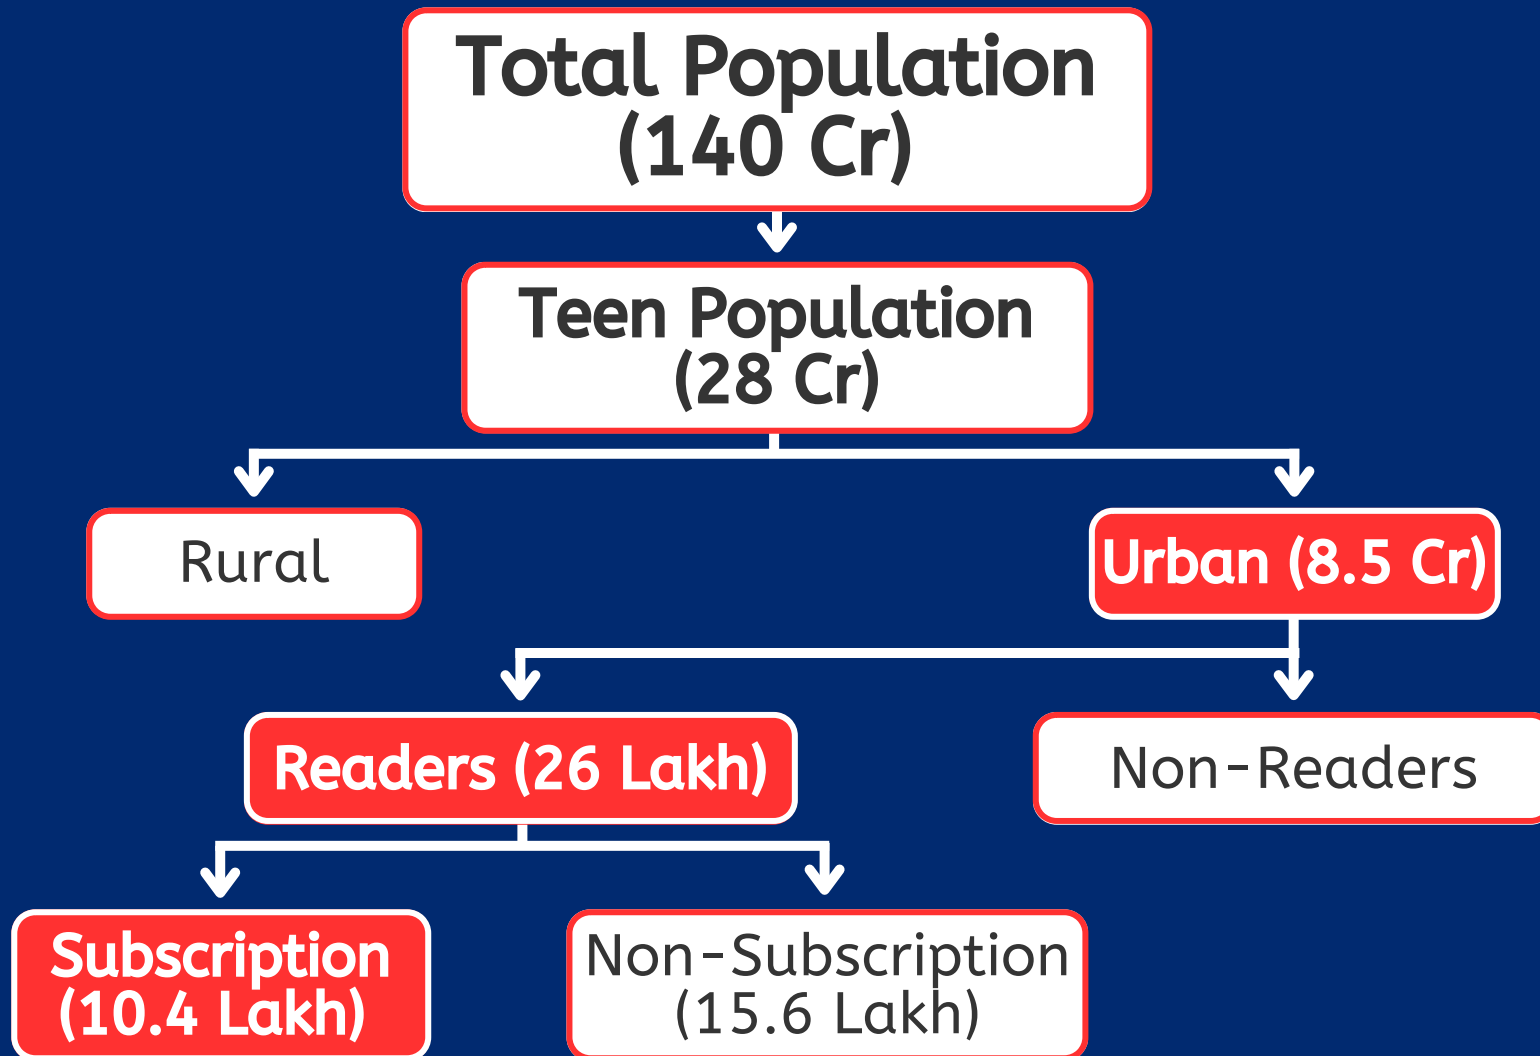 Total Population
(140 Cr)
Teen Population
(28 Cr)
Rural
Urban (8.5 Cr)
Readers (26 Lakh)
Non-Readers
Subscription
(10.4 Lakh)
Non-Subscription
(15.6 Lakh)